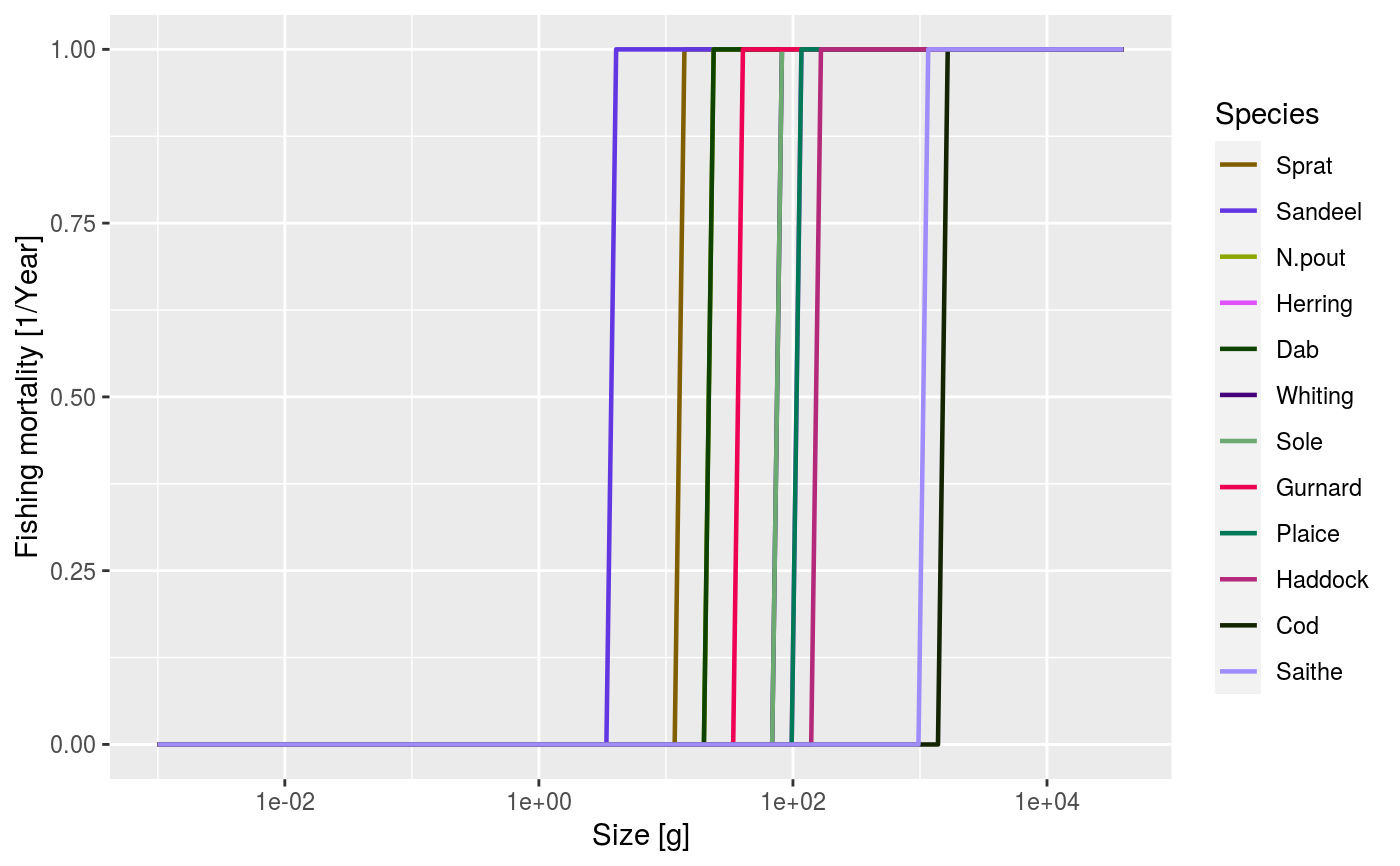 1.00
0.75
0.50
0.25
0.00
Fishing mortality [1/Year]
1e-02 1e+00 1e+02 1e+04
Size [g]
Species
Sprat
Sandeel
N.pout
Herring
Dab
Whiting
Sole
Gurnard
Plaice
Haddock
Cod
Saithe